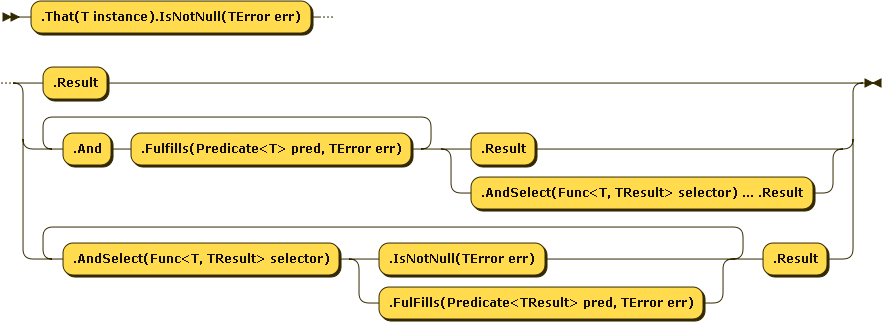 .That(T instance).IsNotNull(TError err)
.Result
.And
.Fulfills(Predicate<T> pred, TError err)
.Result
.AndSelect(Func<T, TResult> selector) ... .Result
.AndSelect(Func<T, TResult> selector)
.IsNotNull(TError err)
.Result
.FulFills(Predicate<TResult> pred, TError err)